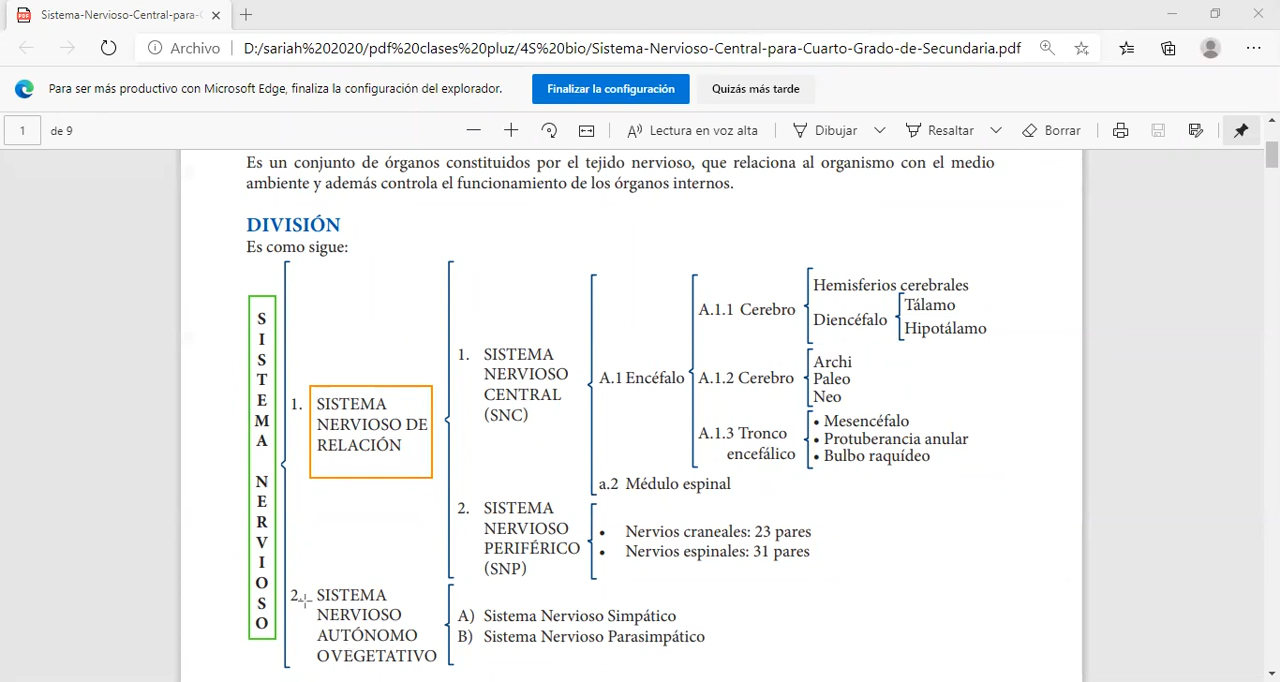 Sistema-Nervioso-Central-para-C
Archivo
D:/sariah%202020/pdf%20clases%20pluz/4S%20bio/Sistema-Nervioso-Central-para-Cuarto-Grado-de-Secundaria.pdf
Para ser más productivo con Microsoft Edge, finaliza la configuración del explorador.
Finalizar la configuración
Quizás más tarde
1 de 9
Lectura en voz alta
Dibujar
Resaltar
Borrar
Es un conjunto de órganos constituidos por el tejido nervioso, que relaciona al organismo con el medio
ambiente y además controla el funcionamiento de los órganos internos.
DIVISIÓN
Es como sigue:
SISTEMA NERVIOSO
1. SISTEMA
NERVIOSO DE
RELACIÓN
1. SISTEMA
NERVIOSO
CENTRAL
(SNC)
A.1 Encéfalo
A.1.1 Cerebro
Hemisferios cerebrales
Diencéfalo
Tálamo
Hipotálamo
A.1.2 Cerebro
Archi
Paleo
Neo
A.1.3 Tronco
encefálico
• Mesencéfalo
• Protuberancia anular
• Bulbo raquídeo
a.2 Médulo espinal
2. SISTEMA
NERVIOSO
PERIFÉRICO
(SNP)
• Nervios craneales: 23 pares
• Nervios espinales: 31 pares
2. SISTEMA
NERVIOSO
AUTÓNOMO
OVEGETATIVO
A) Sistema Nervioso Simpático
B) Sistema Nervioso Parasimpático